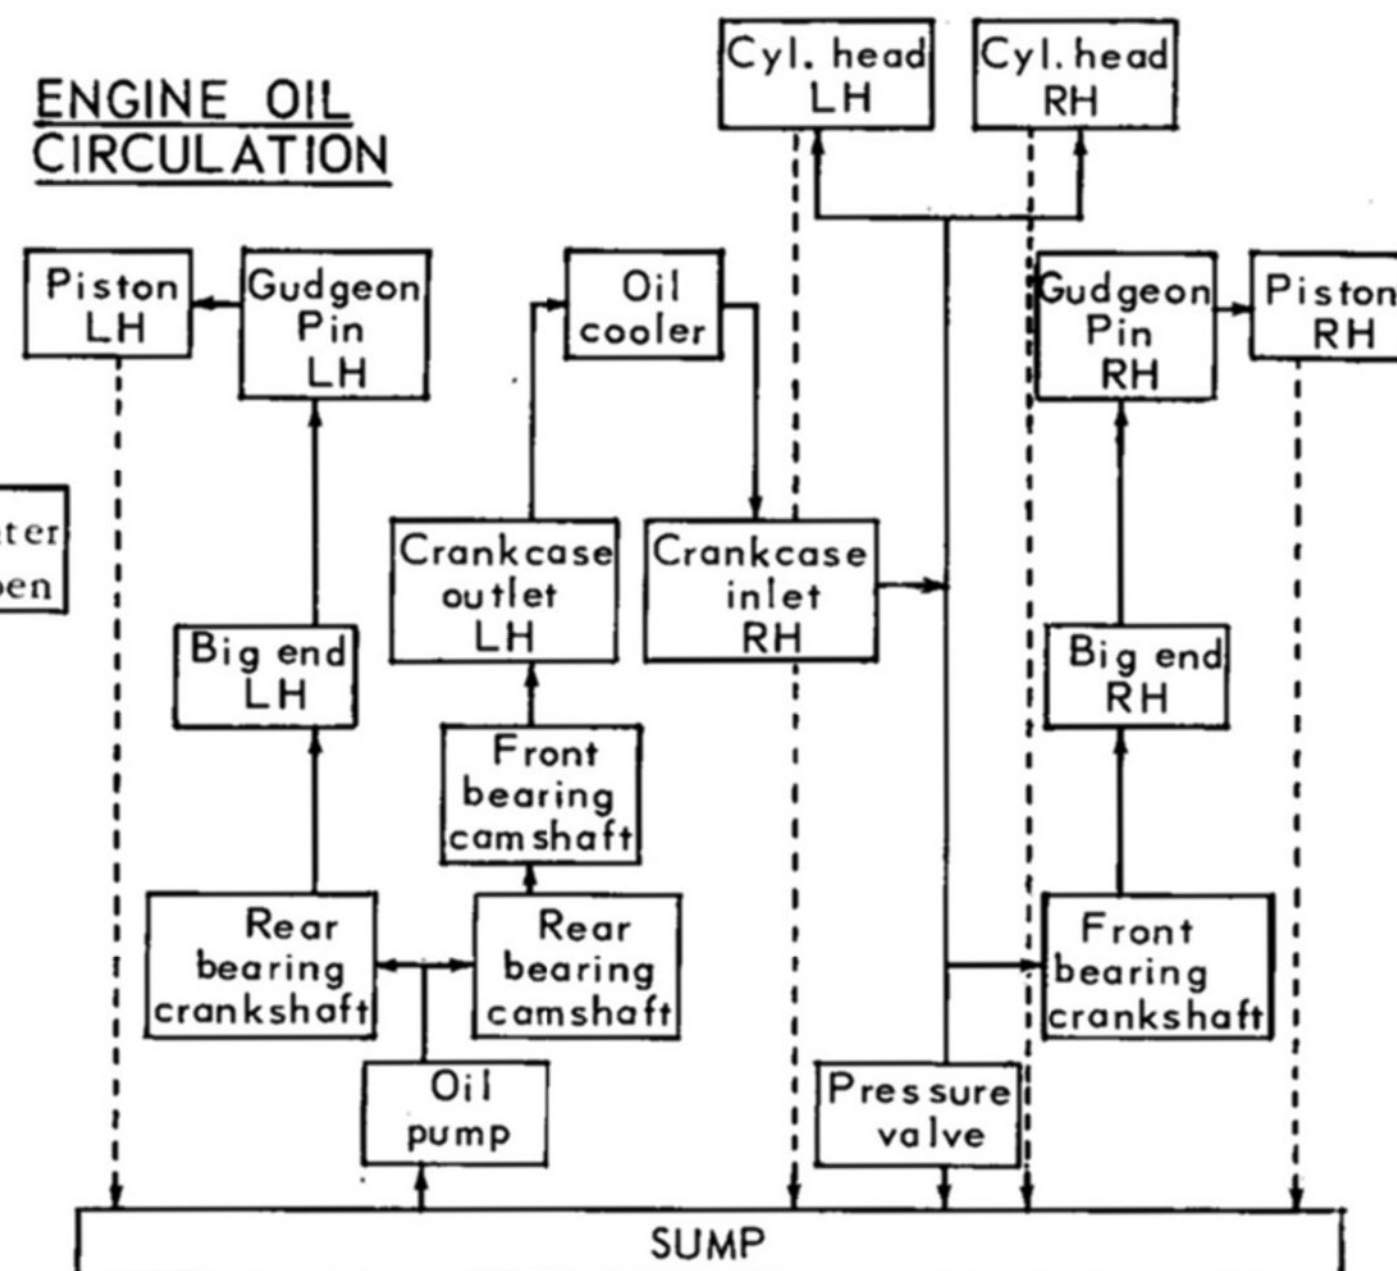 Cyl. head
LH
Cyl. head
RH
ENGINE OIL
CIRCULATION
Piston
LH
Gudgeon
Pin
LH
Oil
cooler
Gudgeon
Pin
RH
Piston
RH
Crankcase
outlet
LH
Crankcase
inlet
RH
Big end
LH
Big end
RH
Front
bearing
camshaft
Rear
bearing
crankshaft
Rear
bearing
camshaft
Front
bearing
crankshaft
Oil
pump
Pressure
valve
SUMP